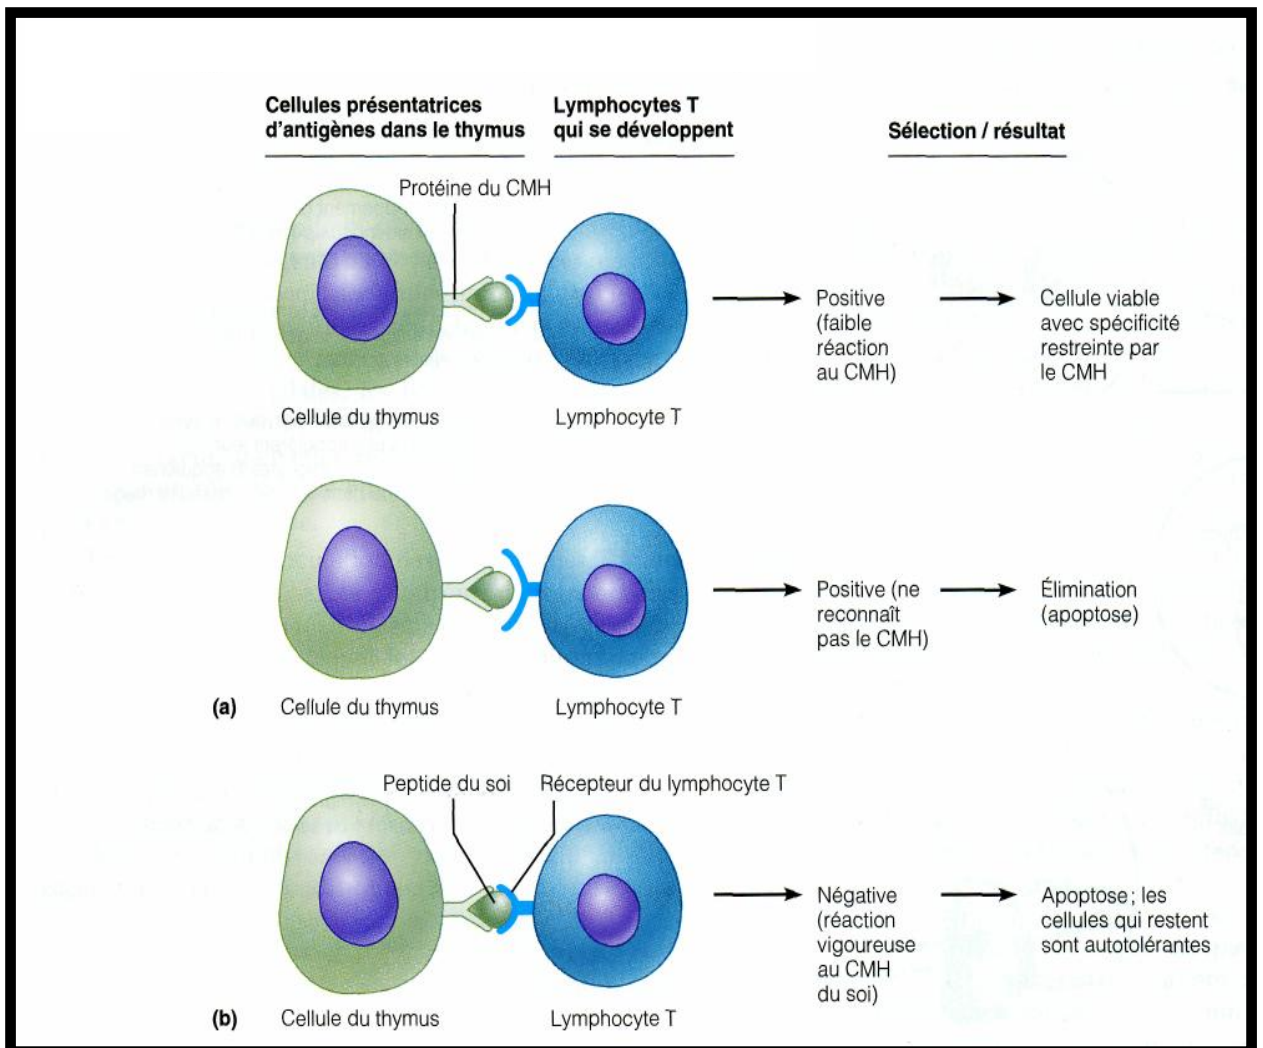 Cellules présentatrices
d'antigènes dans le thymus
Lymphocytes T
qui se développent
Sélection / résultat
Protéine du CMH
Positive
(faible
réaction
au CMH)
Cellule viable
avec spécificité
restreinte par
le CMH
Cellule du thymus
Lymphocyte T
Positive (ne
reconnaît
pas le CMH)
Élimination
(apoptose)
(a)
Cellule du thymus
Lymphocyte T
Peptide du soi
Récepteur du lymphocyte T
Négative
(réaction
vigoureuse
au CMH
du soi)
Apoptose ; les
cellules qui restent
sont autotolérantes
(b)
Cellule du thymus
Lymphocyte T